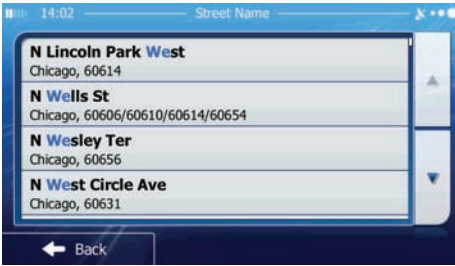 14:02 Street Name
N Lincoln Park West
Chicago, 60614
N Wells St
Chicago, 60606/60610/60614/60654
N Wesley Ter
Chicago, 60656
N West Circle Ave
Chicago, 60631
Back